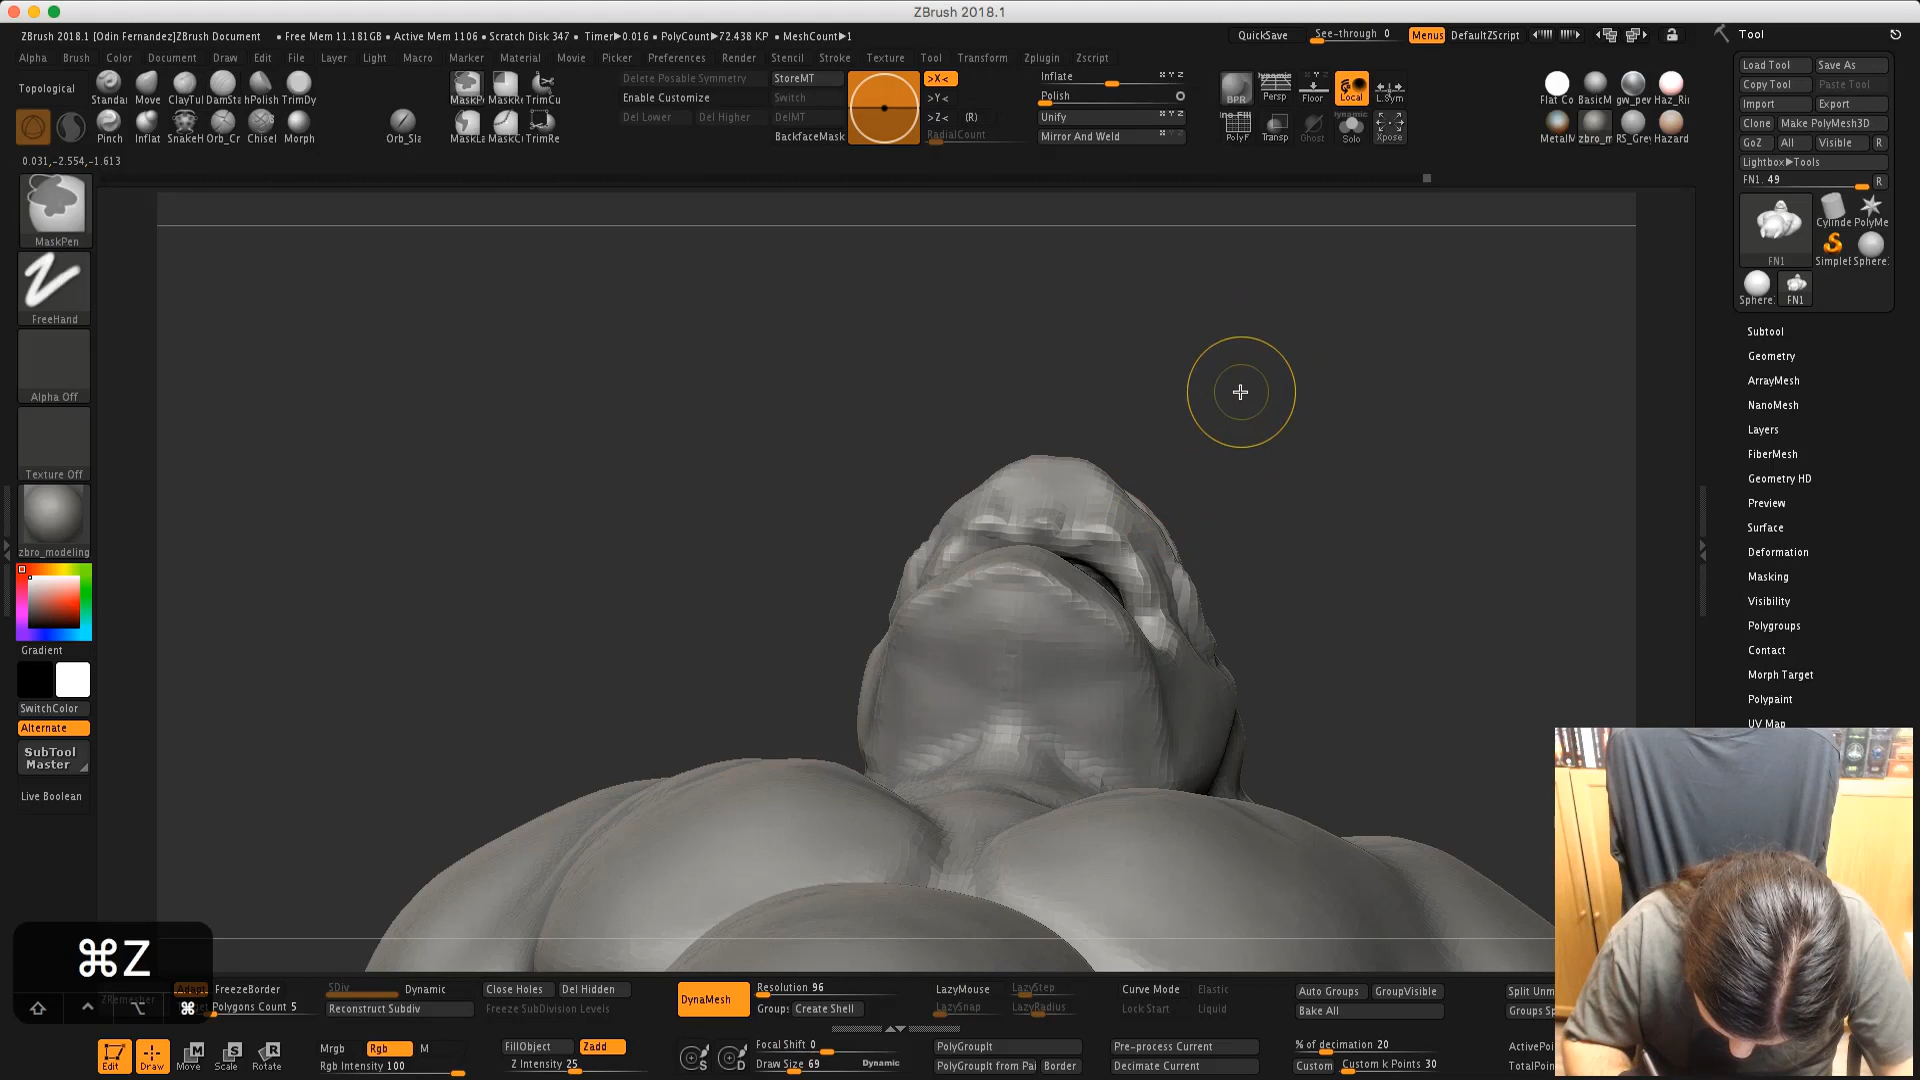 ZBrush 2018.1
ZBrush 2018.1 [Odin Fernandez]ZBrush Document • Free Mem 11.181GB • Active Mem 1106 • Scratch Disk 347 • Timer▶0.016 • PolyCount▶72.438 KP • MeshCount▶1
QuickSave See-through 0 Menus DefaultZScript
Alpha Brush Color Document Draw Edit File Layer Light Macro Marker Material Movie Picker Preferences Render Stencil Stroke Texture Tool Transform Zplugin Zscript
Topological
Standa Move ClayTul DamSta hPolish TrimDy
Pinch Inflat SnakeH Orb_Cr Chisel Morph
Orb_Sla
MaskPe MaskRe TrimCu
MaskLa MaskCi TrimRe
Delete Posable Symmetry StoreMT
Enable Customize Switch
Del Lower Del Higher DelMT
BackfaceMask
>X<
>Y<
>Z< (R)
RadialCount
Inflate X Y Z
Polish
Unify X Y Z
Mirror And Weld
BPR
Dynamic
Persp
Floor
Local
L.Sym
Line Fill
PolyF
Transp
Ghost
Dynamic
Solo
Xpose
Flat Co BasicM gw_pev Haz_Ri
MetalM zbro_m RS_Gre Hazard
0.031,-2.554,-1.613
MaskPen
FreeHand
Alpha Off
Texture Off
zbro_modeling
Gradient
SwitchColor
Alternate
SubTool
Master
Live Boolean
Tool
Load Tool Save As
Copy Tool Paste Tool
Import Export
Clone Make PolyMesh3D
GoZ All Visible R
Lightbox▶Tools
FN1. 49 R
Cylinde PolyMe
FN1 SimpleB Sphere:
Sphere: FN1
Subtool
Geometry
ArrayMesh
NanoMesh
Layers
FiberMesh
Geometry HD
Preview
Surface
Deformation
Masking
Visibility
Polygroups
Contact
Morph Target
Polypaint
UV Map
⌘Z
ZRemesher Adapt FreezeBorder
Polygons Count 5
SDiv Dynamic
Reconstruct Subdiv
Close Holes Del Hidden
Freeze SubDivision Levels
DynaMesh
Resolution 96
Groups Create Shell
LazyMouse LazyStep
LazySnap LazyRadius
Curve Mode Elastic
Lock Start Liquid
Auto Groups GroupVisible
Bake All
Split Unm
Groups Sp
Edit Draw Move Scale Rotate
Mrgb Rgb M
Rgb Intensity 100
FillObject Zadd
Z Intensity 25
S D
Focal Shift 0
Draw Size 69 Dynamic
PolyGroupIt
PolyGroupIt from Pai Border
Pre-process Current
Decimate Current
% of decimation 20
Custom Custom k Points 30
ActivePoi
TotalPoin